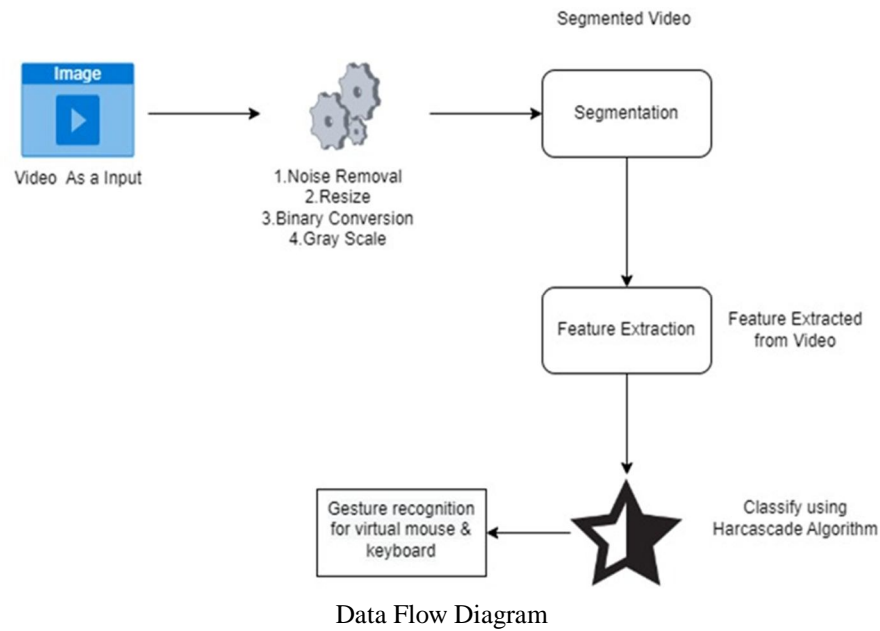 Segmented Video
Image
Video As a Input
1.Noise Removal
2.Resize
3.Binary Conversion
4.Gray Scale
Segmentation
Feature Extraction
Feature Extracted
from Video
Classify using
Harcascade Algorithm
Gesture recognition
for virtual mouse &
keyboard
Data Flow Diagram